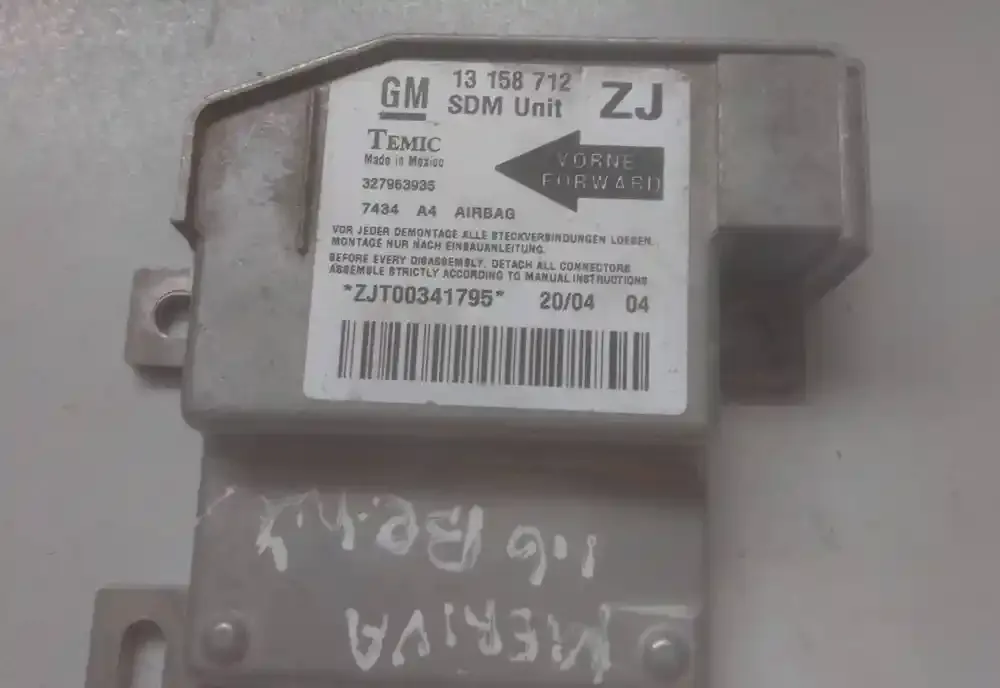 GM 13 158 712 ZJ
SDM Unit
TEMIC
Made in Mexico
VORNE
FORWARD
327963935
7434 A4 AIRBAG
VOR JEDER DEMONTAGE ALLE STECKVERBINDUNGEN LOESEN.
MONTAGE NUR NACH EINBAUANLEITUNG.
BEFORE EVERY DISASSEMBLY, DETACH ALL CONNECTORS
ASSEMBLE STRICTLY ACCORDING TO MANUAL INSTRUCTIONS
*ZJT00341795* 20/04 04
MERIVA
1.6